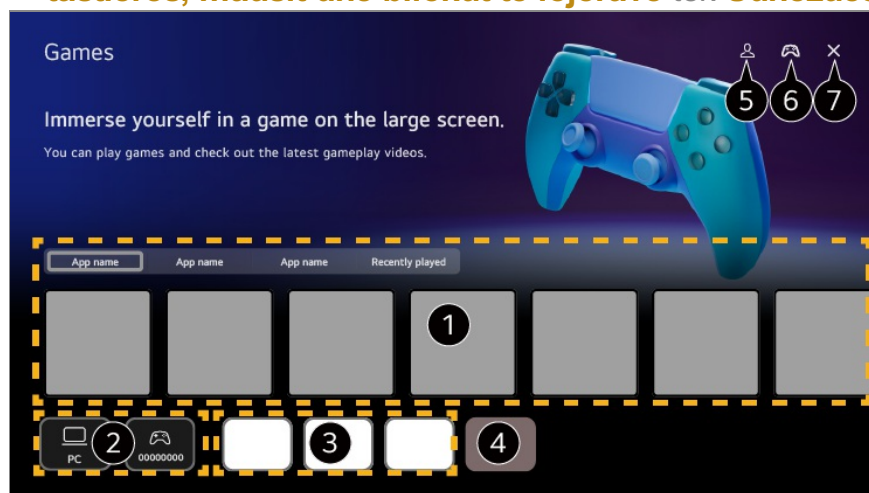 Games
5 6 7
Immerse yourself in a game on the large screen.
You can play games and check out the latest gameplay videos.
App name App name App name Recently played
1
2 3 4
PC 00000000